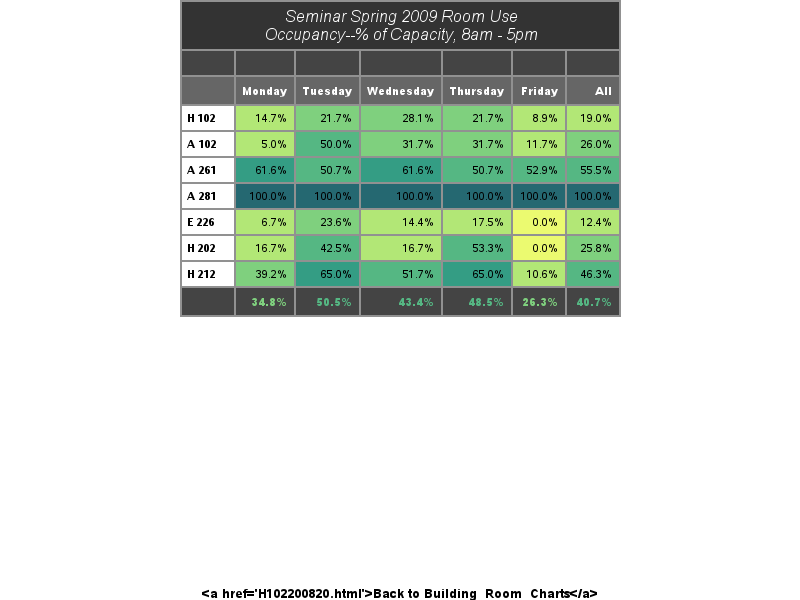 Seminar Spring 2009 Room Use
Occupancy--% of Capacity, 8am - 5pm
Monday Tuesday Wednesday Thursday Friday All
H 102 14.7% 21.7% 28.1% 21.7% 8.9% 19.0%
A 102 5.0% 50.0% 31.7% 31.7% 11.7% 26.0%
A 261 61.6% 50.7% 61.6% 50.7% 52.9% 55.5%
A 281 100.0% 100.0% 100.0% 100.0% 100.0% 100.0%
E 226 6.7% 23.6% 14.4% 17.5% 0.0% 12.4%
H 202 16.7% 42.5% 16.7% 53.3% 0.0% 25.8%
H 212 39.2% 65.0% 51.7% 65.0% 10.6% 46.3%
34.8% 50.5% 43.4% 48.5% 26.3% 40.7%
<a href='H102200820.html'>Back to Building_Room_Charts</a>